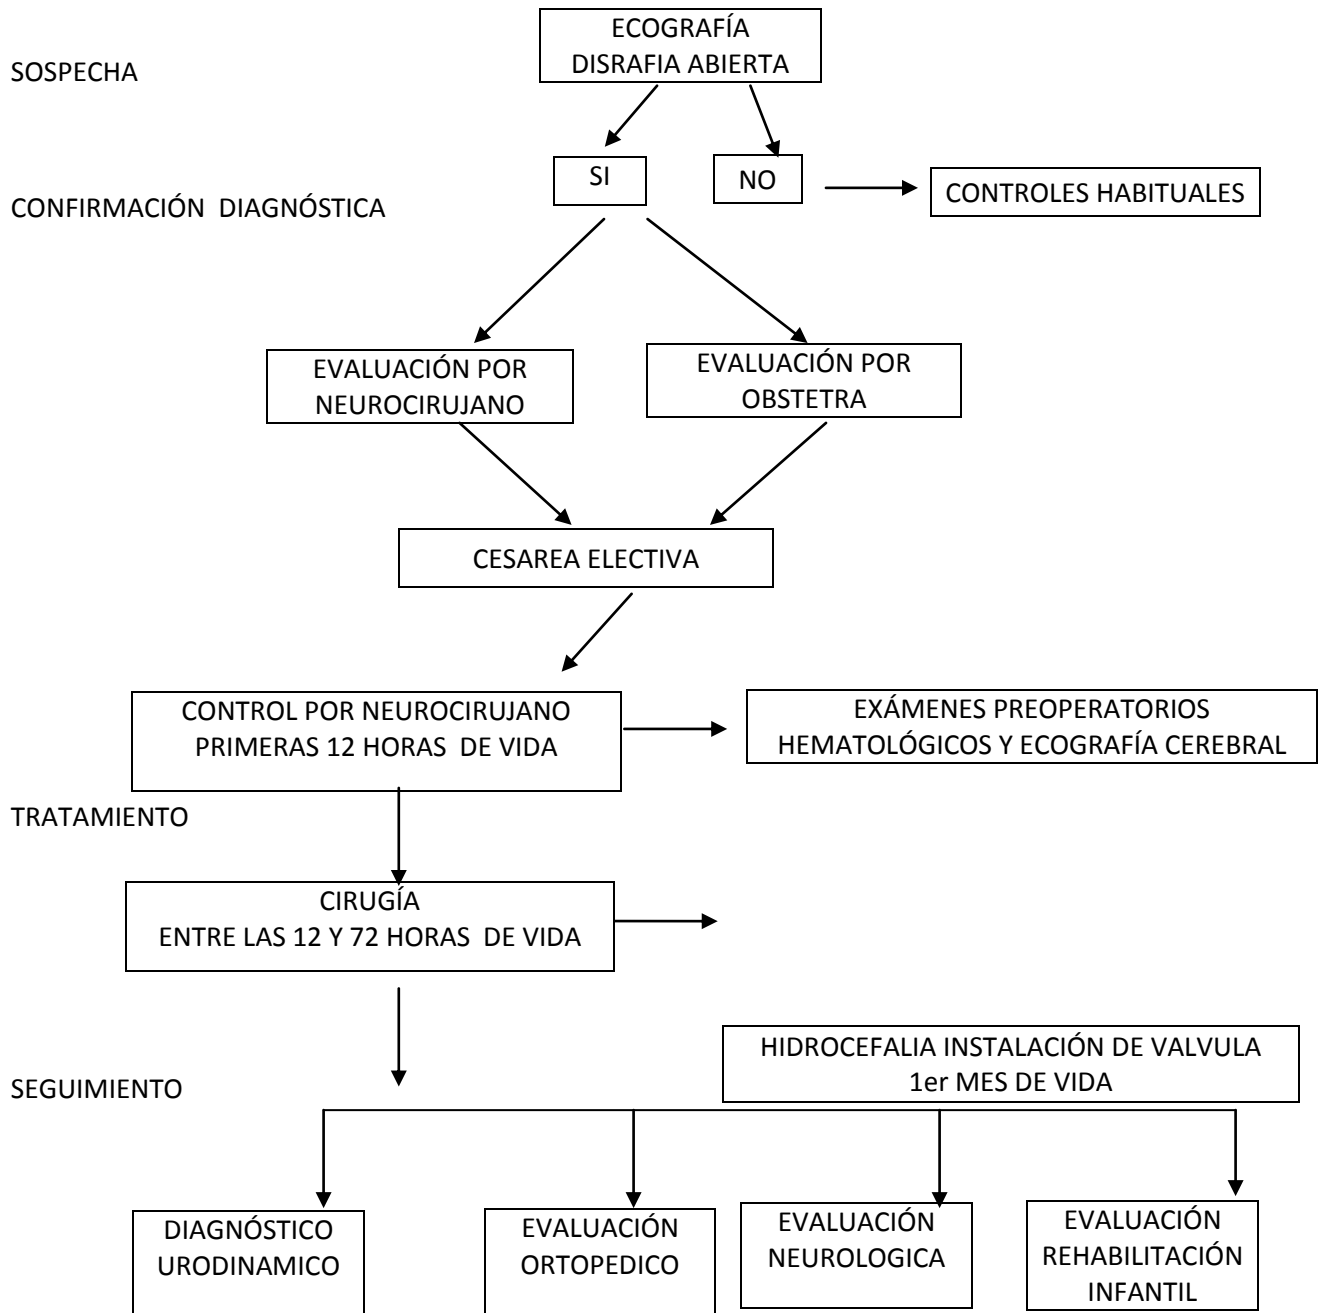 ECOGRAFÍA
DISRAFIA ABIERTA
SOSPECHA
SI
NO
CONTROLES HABITUALES
CONFIRMACIÓN DIAGNÓSTICA
EVALUACIÓN POR
NEUROCIRUJANO
EVALUACIÓN POR
OBSTETRA
CESAREA ELECTIVA
CONTROL POR NEUROCIRUJANO
PRIMERAS 12 HORAS DE VIDA
EXÁMENES PREOPERATORIOS
HEMATOLÓGICOS Y ECOGRAFÍA CEREBRAL
TRATAMIENTO
CIRUGÍA
ENTRE LAS 12 Y 72 HORAS DE VIDA
HIDROCEFALIA INSTALACIÓN DE VALVULA
1er MES DE VIDA
SEGUIMIENTO
DIAGNÓSTICO
URODINAMICO
EVALUACIÓN
ORTOPEDICO
EVALUACIÓN
NEUROLOGICA
EVALUACIÓN
REHABILITACIÓN
INFANTIL